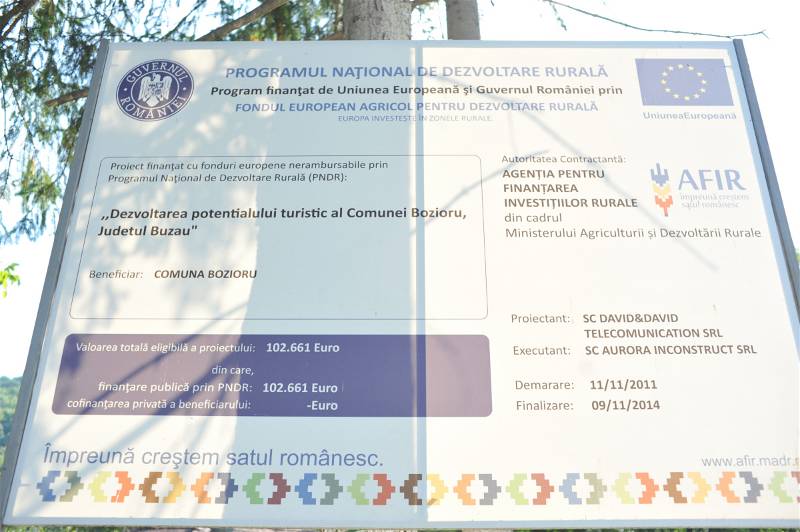 GUVERNUL ROMÂNIEI
PROGRAMUL NAŢIONAL DE DEZVOLTARE RURALĂ
Program finanţat de Uniunea Europeană şi Guvernul României prin
FONDUL EUROPEAN AGRICOL PENTRU DEZVOLTARE RURALĂ
EUROPA INVESTEŞTE ÎN ZONELE RURALE.
UniuneaEuropeană
Proiect finanţat cu fonduri europene nerambursabile prin
Programul Naţional de Dezvoltare Rurală (PNDR):
,,Dezvoltarea potentialului turistic al Comunei Bozioru,
Judetul Buzau"
Beneficiar: COMUNA BOZIORU
Autoritatea Contractantă:
AGENŢIA PENTRU
FINANŢAREA
INVESTIŢIILOR RURALE
din cadrul
Ministerului Agriculturii și Dezvoltării Rurale
AFIR
împreună creştem
satul românesc
Valoarea totală eligibilă a proiectului: 102.661 Euro
din care,
finanţare publică prin PNDR: 102.661 Euro
cofinanţarea privată a beneficiarului: -Euro
Proiectant: SC DAVID&DAVID
TELECOMUNICATION SRL
Executant: SC AURORA INCONSTRUCT SRL
Demarare: 11/11/2011
Finalizare: 09/11/2014
Împreună creştem satul românesc.
www.afir.madr.r